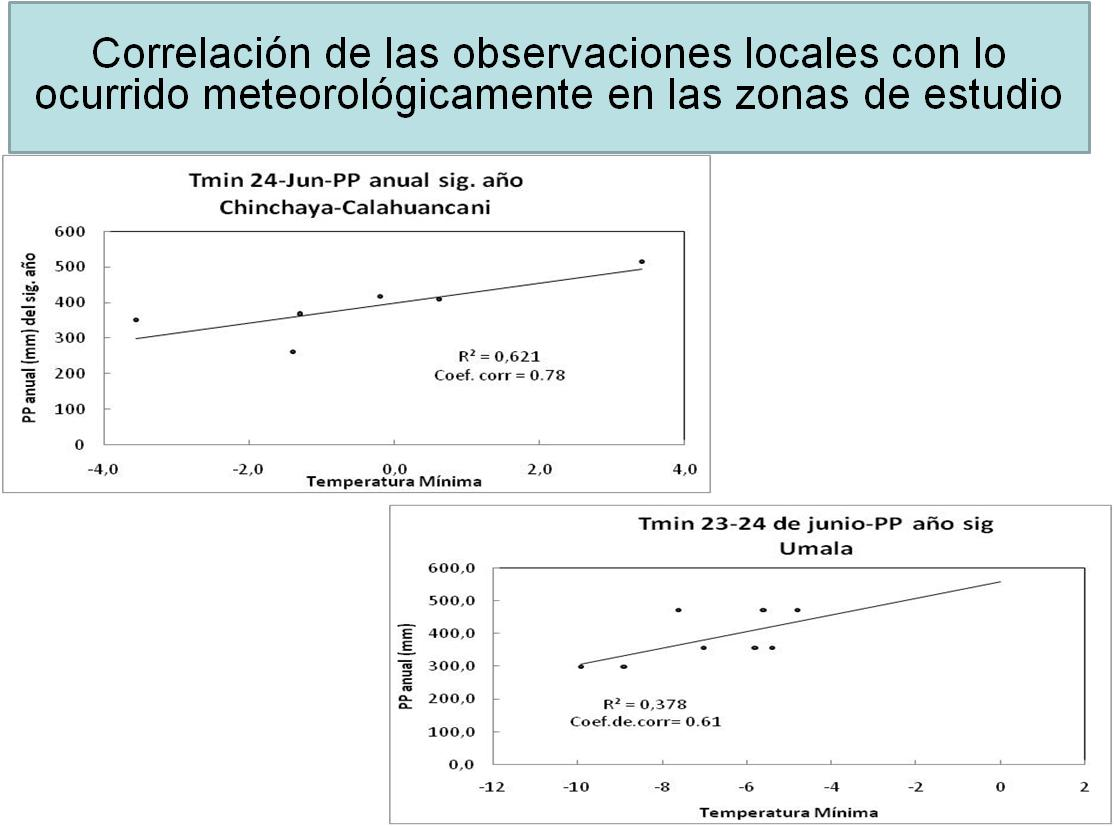 Correlación de las observaciones locales con lo
ocurrido meteorológicamente en las zonas de estudio
Tmin 24-Jun-PP anual sig. año
Chinchaya-Calahuancani
PP anual (mm) del sig. año
600
500
400
300
200
100
0
R² = 0,621
Coef. corr = 0.78
-4,0 -2,0 0,0 2,0 4,0
Temperatura Mínima
Tmin 23-24 de junio-PP año sig
Umala
PP anual (mm)
600,0
500,0
400,0
300,0
200,0
100,0
0,0
R² = 0,378
Coef.de.corr= 0.61
-12 -10 -8 -6 -4 -2 0 2
Temperatura Mínima